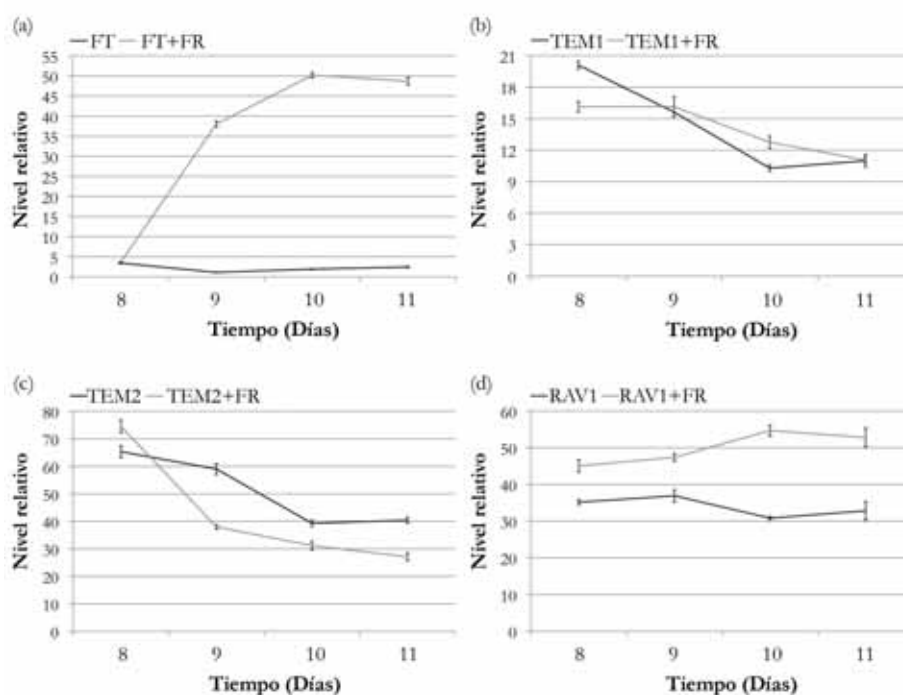 (a)
FT FT+FR
55
50
45
40
35
30
25
20
15
10
5
0
Nivel relativo
8 9 10 11
Tiempo (Días)
(b)
TEM1 TEM1+FR
21
18
15
12
9
6
3
0
Nivel relativo
8 9 10 11
Tiempo (Días)
(c)
TEM2 TEM2+FR
80
70
60
50
40
30
20
10
0
Nivel relativo
8 9 10 11
Tiempo (Días)
(d)
RAV1 RAV1+FR
60
50
40
30
20
10
0
Nivel relativo
8 9 10 11
Tiempo (Días)